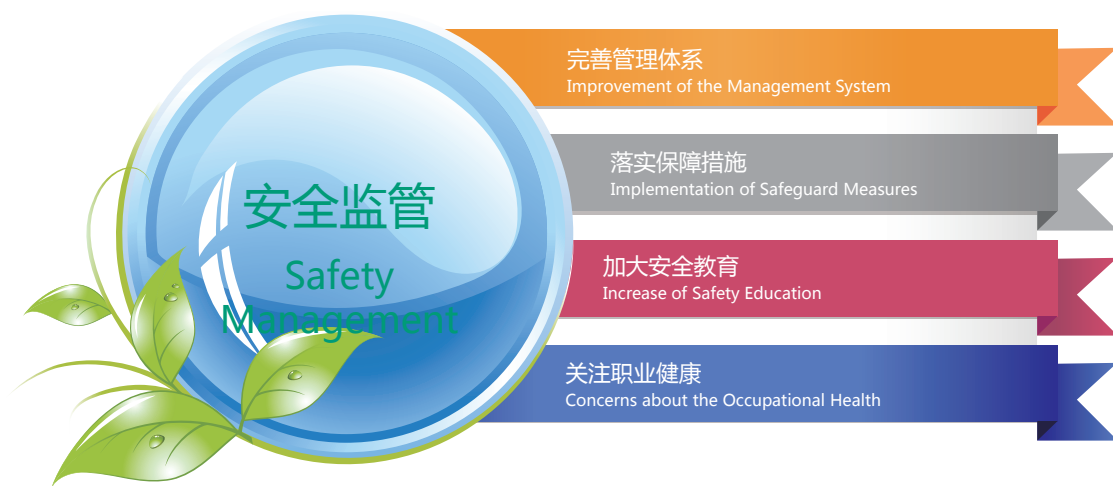 安全监管
Safety
Management
完善管理体系
Improvement of the Management System
落实保障措施
Implementation of Safeguard Measures
加大安全教育
Increase of Safety Education
关注职业健康
Concerns about the Occupational Health